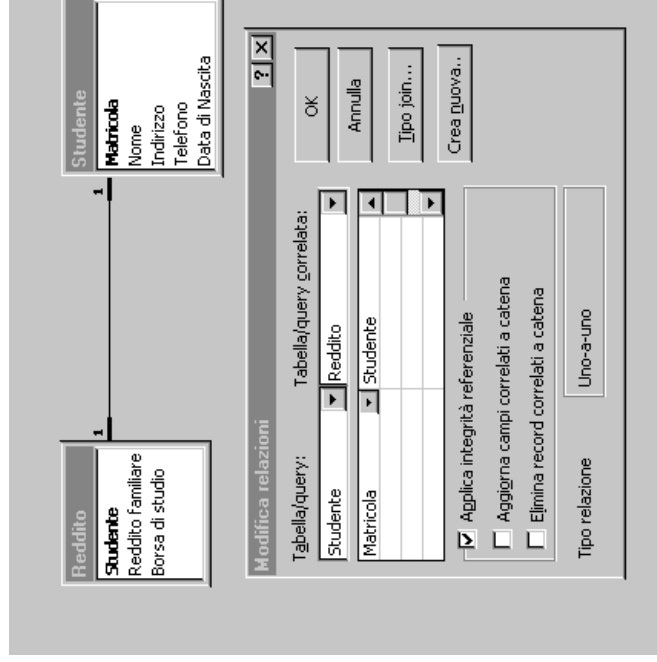 Reddito
Studente
Reddito familiare
Borsa di studio
1
1
Studente
Matricola
Nome
Indirizzo
Telefono
Data di Nascita
Modifica relazioni
Tabella/query:
Tabella/query correlata:
Studente
Reddito
Matricola
Studente
Applica integrità referenziale
Aggiorna campi correlati a catena
Elimina record correlati a catena
Tipo relazione
Uno-a-uno
OK
Annulla
Tipo join...
Crea nuova..